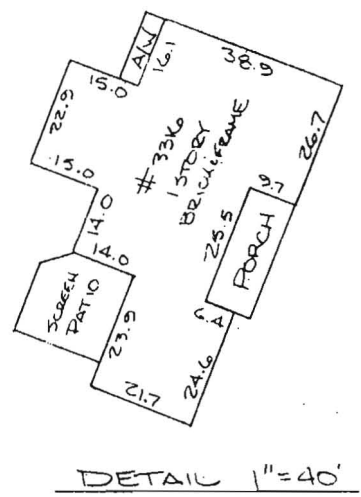 A/W
16.1
38.9
15.0
22.9
# 33K6
1 STORY
BRICK/FRAME
26.7
15.0
9.7
14.0
25.5
PORCH
14.0
SCREEN
PATIO
6.4
23.9
24.6
21.7
DETAIL 1"=40'